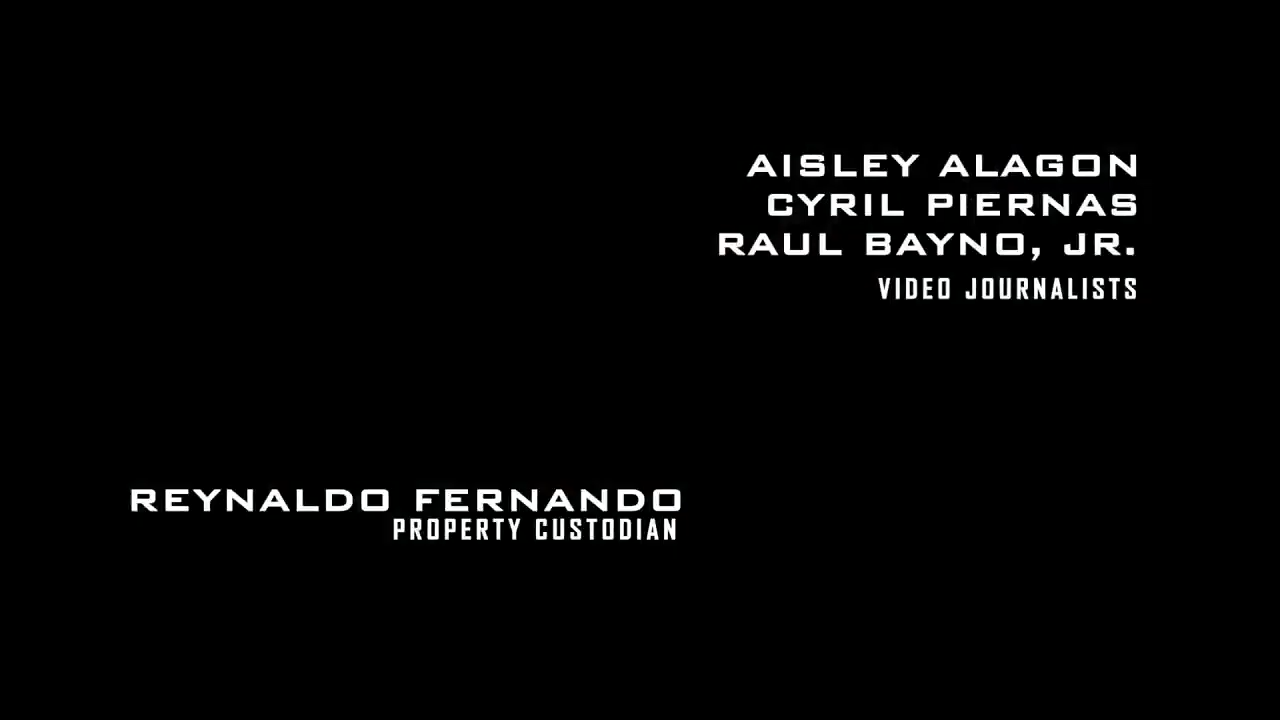 AISLEY ALAGON
CYRIL PIERNAS
RAUL BAYNO, JR.
VIDEO JOURNALISTS
REYNALDO FERNANDO
PROPERTY CUSTODIAN